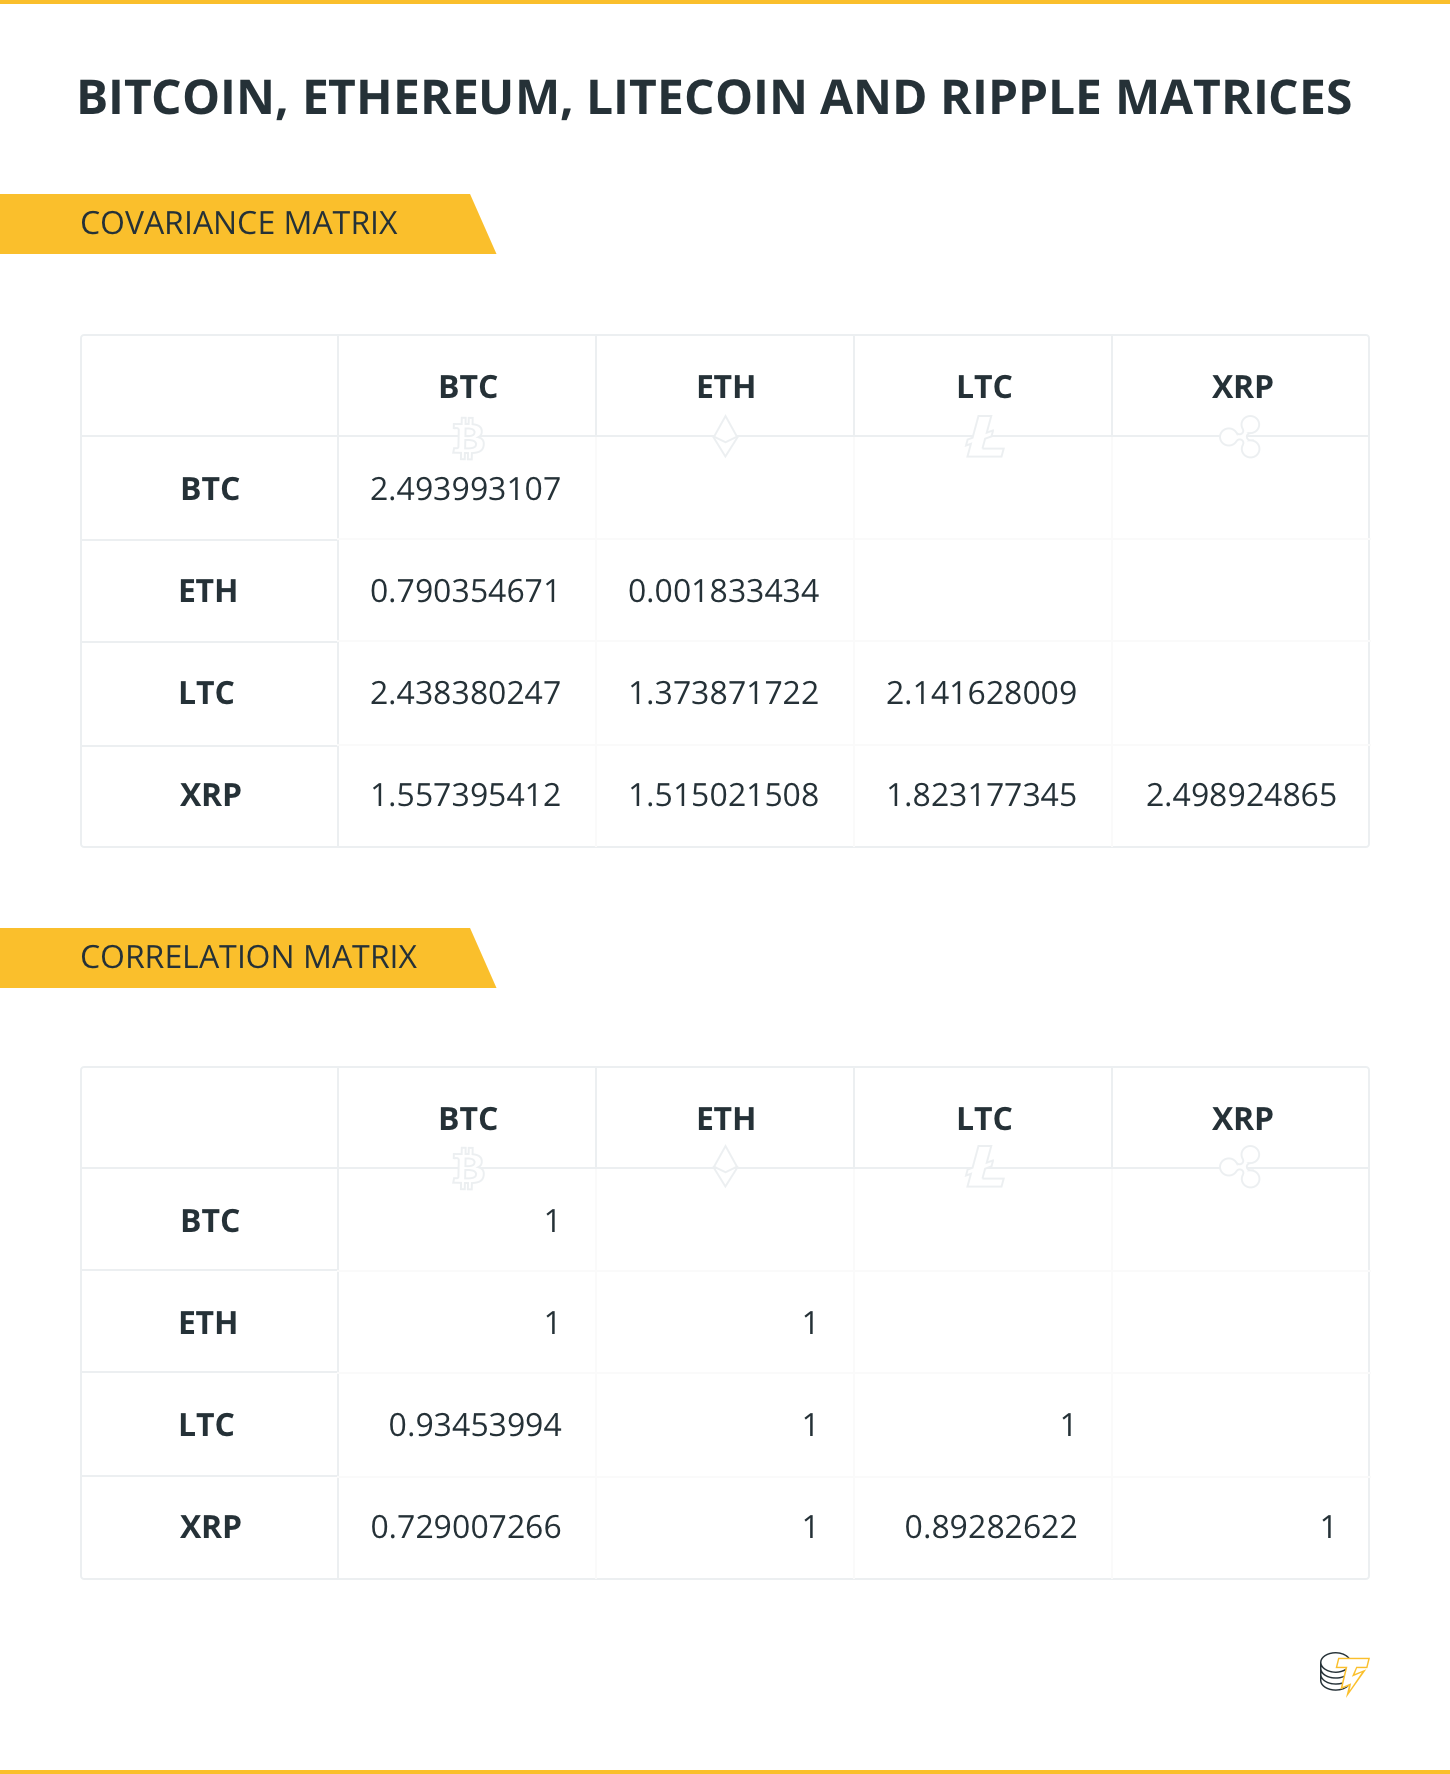 BITCOIN, ETHEREUM, LITECOIN AND RIPPLE MATRICES
COVARIANCE MATRIX
BTC ETH LTC XRP
BTC 2.493993107
ETH 0.790354671 0.001833434
LTC 2.438380247 1.373871722 2.141628009
XRP 1.557395412 1.515021508 1.823177345 2.498924865
CORRELATION MATRIX
BTC ETH LTC XRP
BTC 1
ETH 1 1
LTC 0.93453994 1 1
XRP 0.729007266 1 0.89282622 1